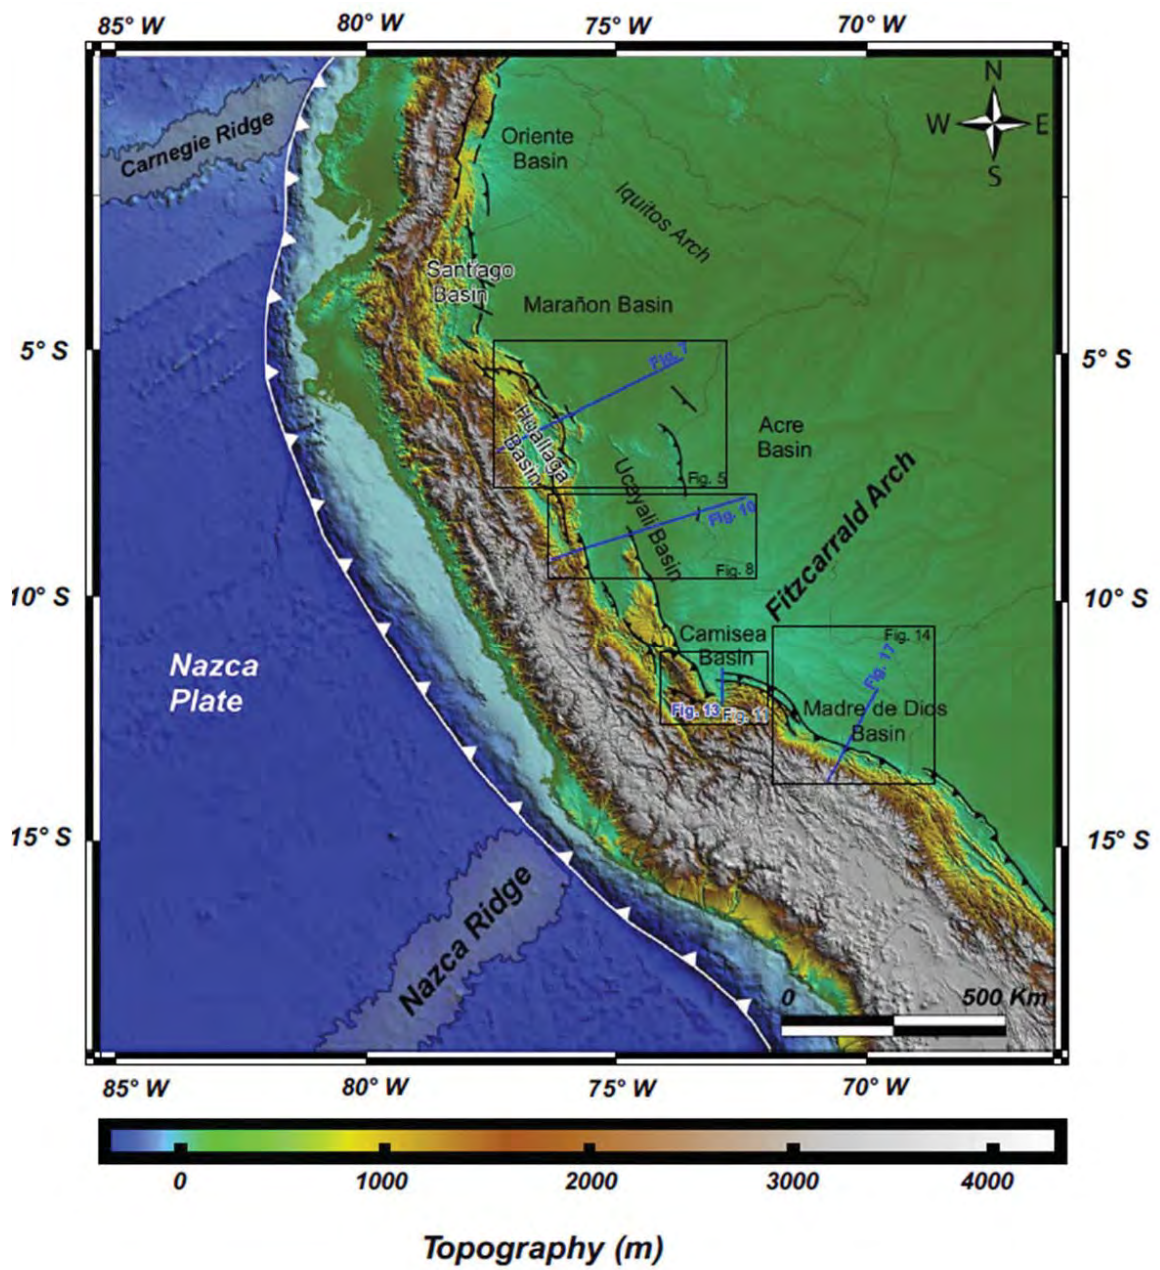 85° W 80° W 75° W 70° W
N
W E
S
Carnegie Ridge
Oriente
Basin
Iquitos Arch
Santiago
Basin
Marañon Basin
5° S 5° S
Fig. 7
Huallaga
Basin
Acre
Basin
Ucayali Basin
Fig. 5
Fig. 10
Fitzcarrald Arch
Fig. 8
10° S 10° S
Camisea
Basin
Fig. 14
Nazca
Plate
Fig. 17
Fig. 13 Fig. 11
Madre de Dios
Basin
15° S 15° S
Nazca Ridge
0 500 Km
85° W 80° W 75° W 70° W
0 1000 2000 3000 4000
Topography (m)